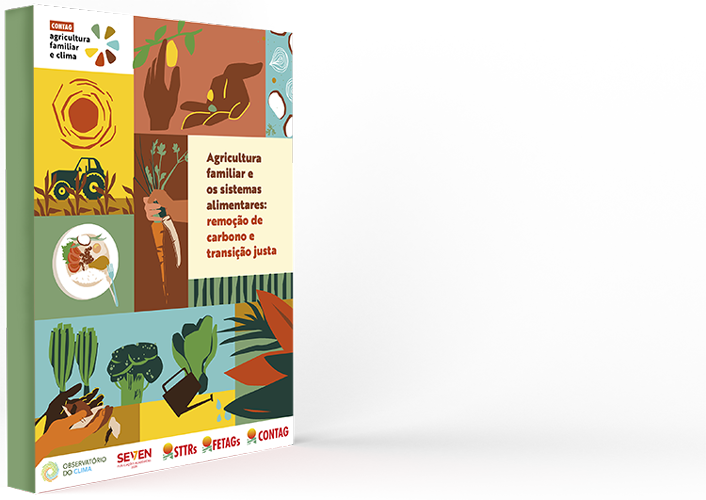 CONTAG
agricultura
familiar
e clima
Agricultura
familiar e
os sistemas
alimentares:
remoção de
carbono e
transição justa
OBSERVATÓRIO
DO CLIMA
SEVEN
STTRs
FETAGs
CONTAG